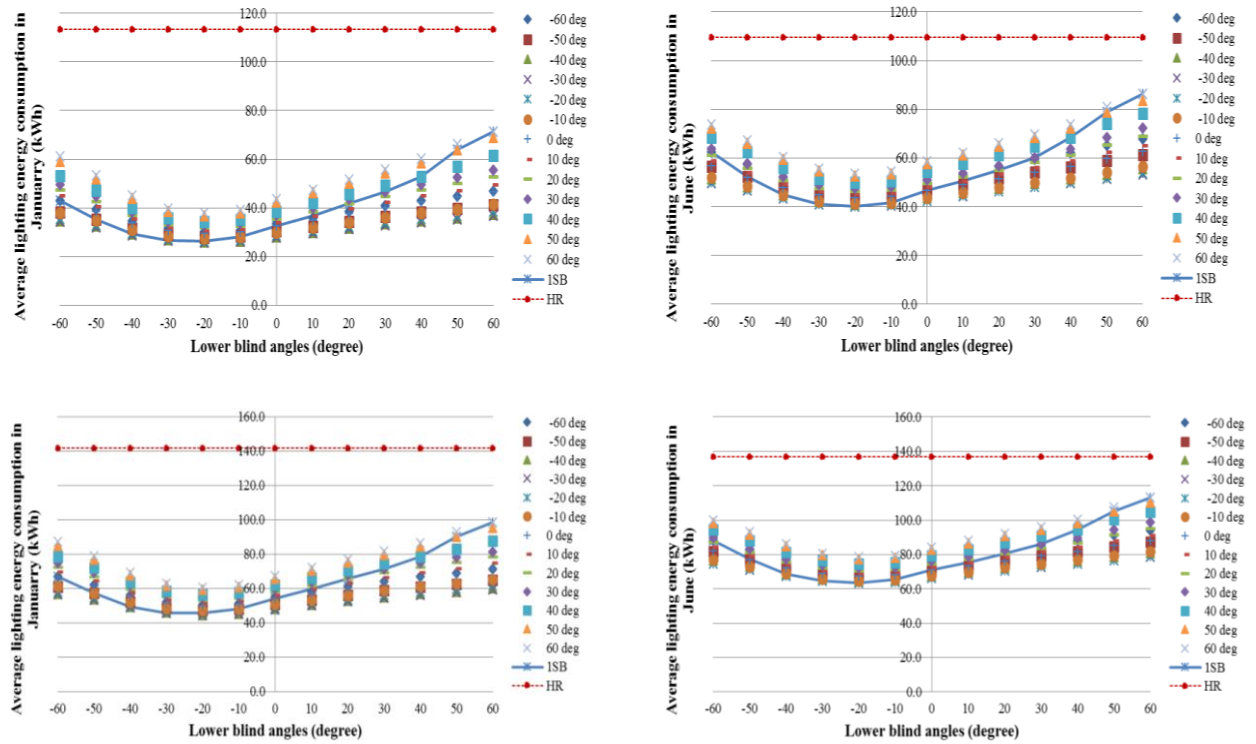 Average lighting energy consumption in
Januarry (kWh)
120.0
100.0
80.0
60.0
40.0
20.0
0.0
-60 -50 -40 -30 -20 -10 0 10 20 30 40 50 60
Lower blind angles (degree)
-60 deg
-50 deg
-40 deg
-30 deg
-20 deg
-10 deg
0 deg
10 deg
20 deg
30 deg
40 deg
50 deg
60 deg
1SB
HR
Average lighting energy consumption in
June (kWh)
120.0
100.0
80.0
60.0
40.0
20.0
0.0
-60 -50 -40 -30 -20 -10 0 10 20 30 40 50 60
Lower blind angles (degree)
-60 deg
-50 deg
-40 deg
-30 deg
-20 deg
-10 deg
0 deg
10 deg
20 deg
30 deg
40 deg
50 deg
60 deg
1SB
HR
Average lighting energy consumption in
Januarry (kWh)
160.0
140.0
120.0
100.0
80.0
60.0
40.0
20.0
0.0
-60 -50 -40 -30 -20 -10 0 10 20 30 40 50 60
Lower blind angles (degree)
-60 deg
-50 deg
-40 deg
-30 deg
-20 deg
-10 deg
0 deg
10 deg
20 deg
30 deg
40 deg
50 deg
60 deg
1SB
HR
Average lighting energy consumption in
June (kWh)
160.0
140.0
120.0
100.0
80.0
60.0
40.0
20.0
0.0
-60 -50 -40 -30 -20 -10 0 10 20 30 40 50 60
Lower blind angles (degree)
-60 deg
-50 deg
-40 deg
-30 deg
-20 deg
-10 deg
0 deg
10 deg
20 deg
30 deg
40 deg
50 deg
60 deg
1SB
HR